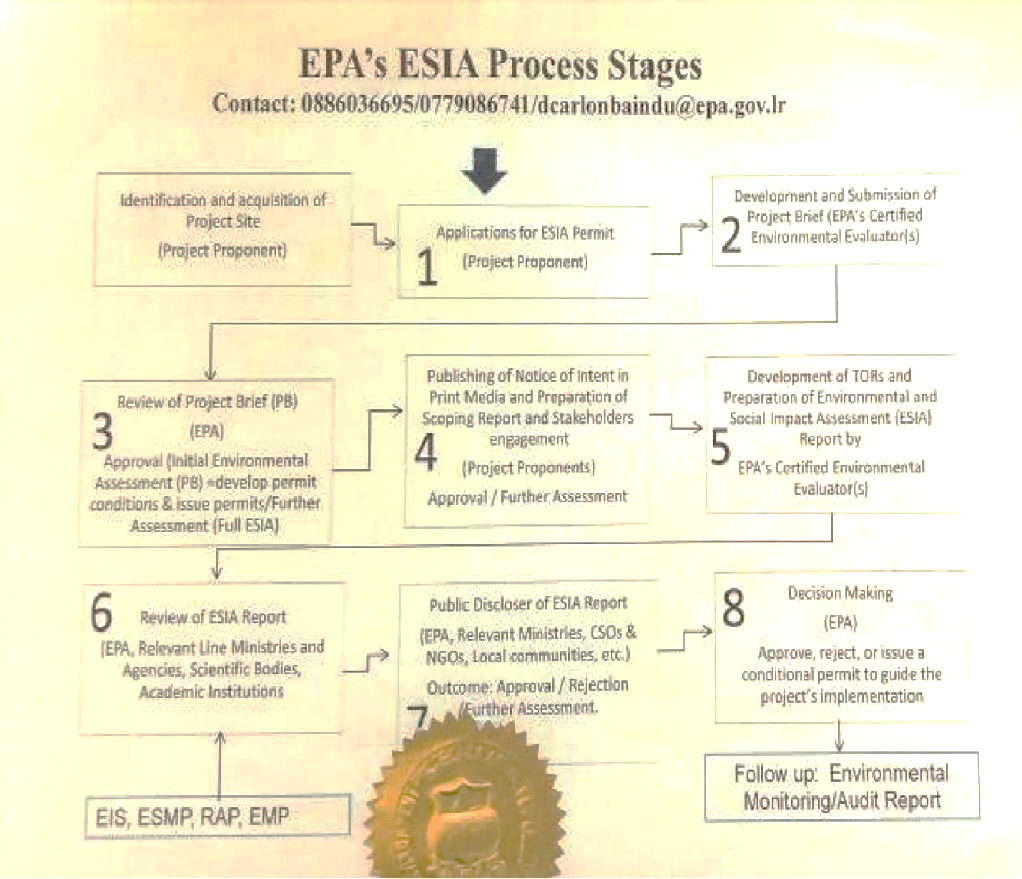 EPA's ESIA Process Stages
Contact: 0886036695/0779086741/dcarlonbaindu@epa.gov.lr
Identification and acquisition of
Project Site
(Project Proponent)
1
Applications for ESIA Permit
(Project Proponent)
2
Development and Submission of
Project Brief (EPA's Certified
Environmental Evaluator(s)
3
Review of Project Brief (PB)
(EPA)
Approval (Initial Environmental
Assessment (PB) =develop permit
conditions & issue permits/Further
Assessment (Full ESIA)
4
Publishing of Notice of Intent in
Print Media and Preparation of
Scoping Report and Stakeholders
engagement
(Project Proponents)
Approval / Further Assessment
5
Development of TORs and
Preparation of Environmental and
Social Impact Assessment (ESIA)
Report by
EPA's Certified Environmental
Evaluator(s)
6
Review of ESIA Report
(EPA, Relevant Line Ministries and
Agencies, Scientific Bodies,
Academic Institutions
7
Public Discloser of ESIA Report
(EPA, Relevant Ministries, CSOs &
NGOs, Local communities, etc.)
Outcome: Approval / Rejection
/Further Assessment.
8
Decision Making
(EPA)
Approve, reject, or issue a
conditional permit to guide the
project's implementation
EIS, ESMP, RAP, EMP
Follow up: Environmental
Monitoring/Audit Report